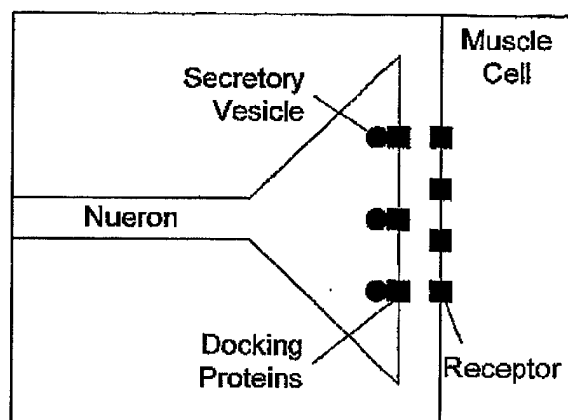 Muscle
Cell
Secretory
Vesicle
Nueron
Docking
Proteins
Receptor